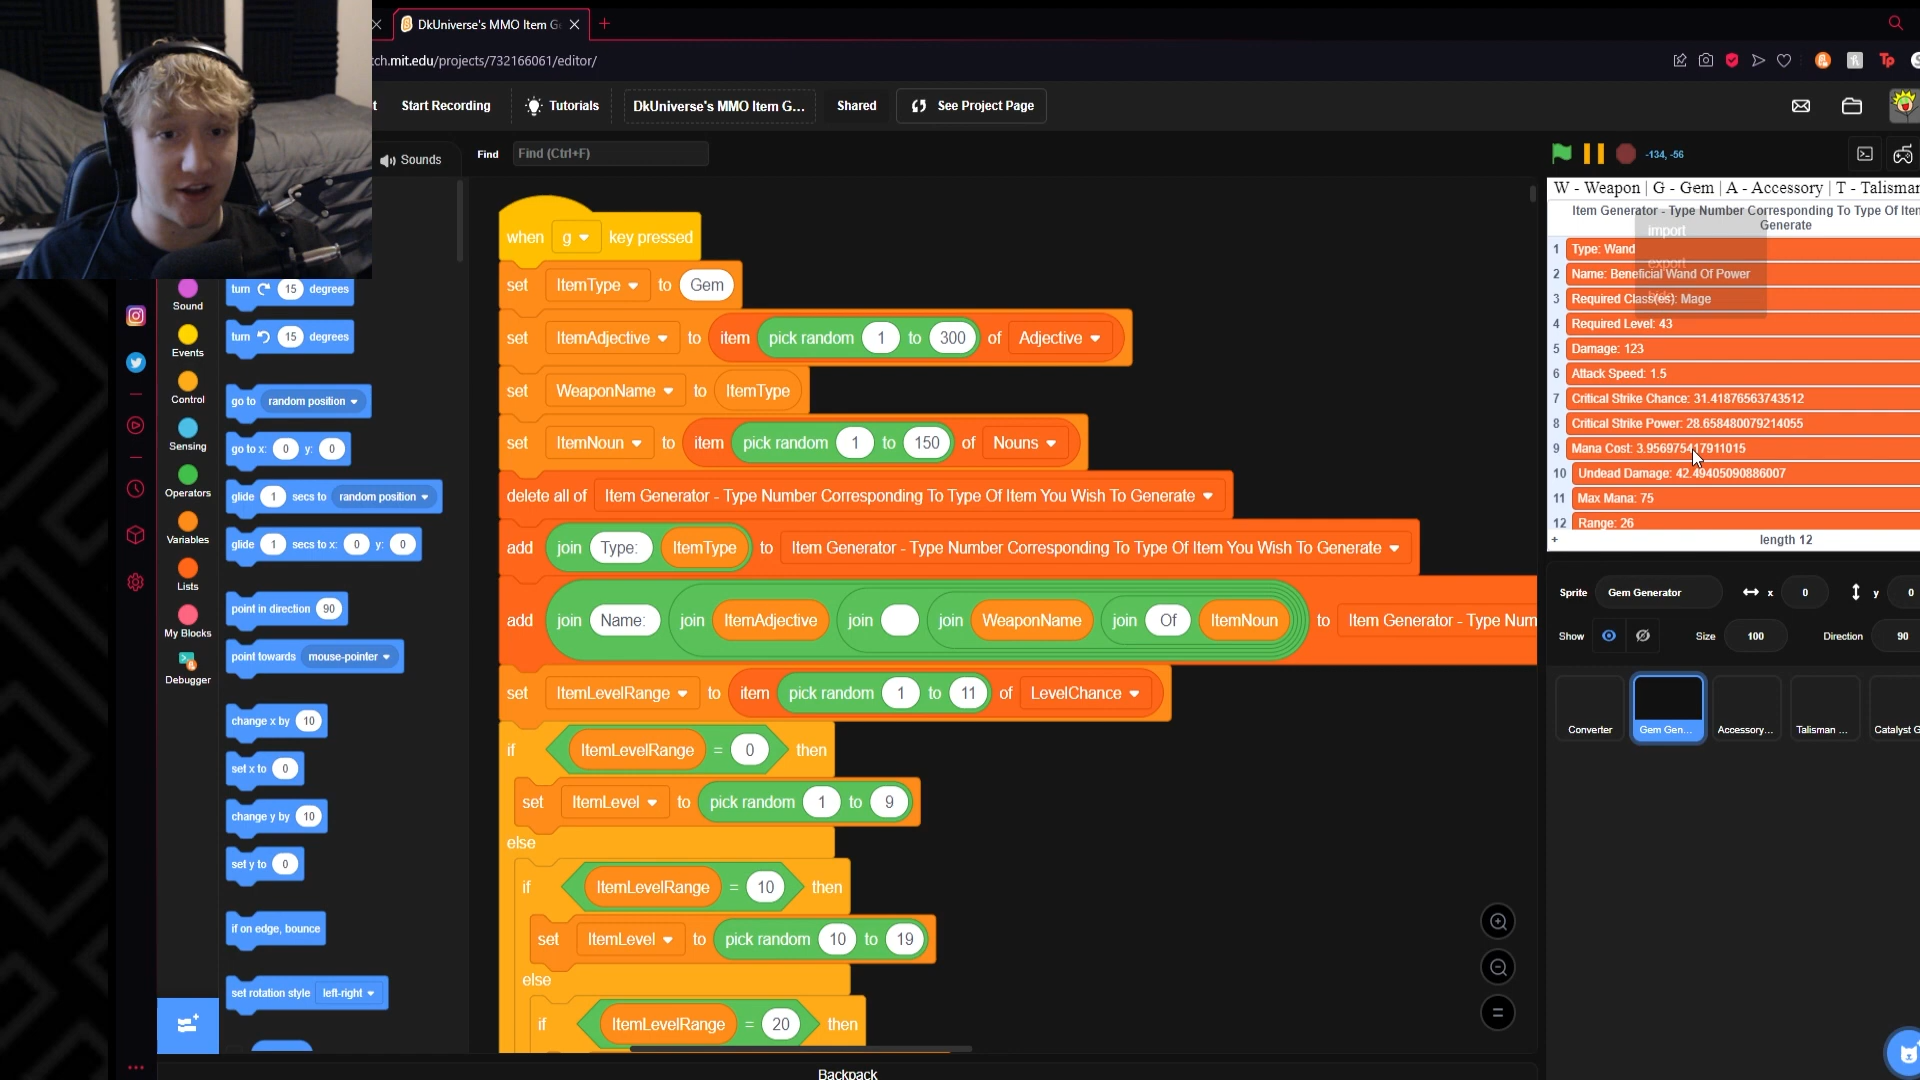 DkUniverse's MMO Item G
tch.mit.edu/projects/732166061/editor/
t Start Recording Tutorials DkUniverse's MMO Item G... Shared See Project Page
Sounds Find Find (Ctrl+F)
-134, -56
when g key pressed
set ItemType to Gem
set ItemAdjective to item pick random 1 to 300 of Adjective
set WeaponName to ItemType
set ItemNoun to item pick random 1 to 150 of Nouns
delete all of Item Generator - Type Number Corresponding To Type Of Item You Wish To Generate
add join Type: ItemType to Item Generator - Type Number Corresponding To Type Of Item You Wish To Generate
add join Name: join ItemAdjective join join WeaponName join Of ItemNoun to Item Generator - Type Num
set ItemLevelRange to item pick random 1 to 11 of LevelChance
if ItemLevelRange = 0 then
set ItemLevel to pick random 1 to 9
else
if ItemLevelRange = 10 then
set ItemLevel to pick random 10 to 19
else
if ItemLevelRange = 20 then
Backpack
Sound
Events
Control
Sensing
Operators
Variables
Lists
My Blocks
Debugger
turn 15 degrees
turn 15 degrees
go to random position
go to x: 0 y: 0
glide 1 secs to random position
glide 1 secs to x: 0 y: 0
point in direction 90
point towards mouse-pointer
change x by 10
set x to 0
change y by 10
set y to 0
if on edge, bounce
set rotation style left-right
W - Weapon | G - Gem | A - Accessory | T - Talisman
Item Generator - Type Number Corresponding To Type Of Iter
Generate
import
export
1 Type: Wand
2 Name: Beneficial Wand Of Power
3 Required Class(es): Mage
4 Required Level: 43
5 Damage: 123
6 Attack Speed: 1.5
7 Critical Strike Chance: 31.41876563743512
8 Critical Strike Power: 28.658480079214055
9 Mana Cost: 3.956975417911015
10 Undead Damage: 42.49405090886007
11 Max Mana: 75
12 Range: 26
+ length 12
Sprite Gem Generator x 0 y 0
Show Size 100 Direction 90
Converter Gem Gen... Accessory... Talisman ... Catalyst G
Tp